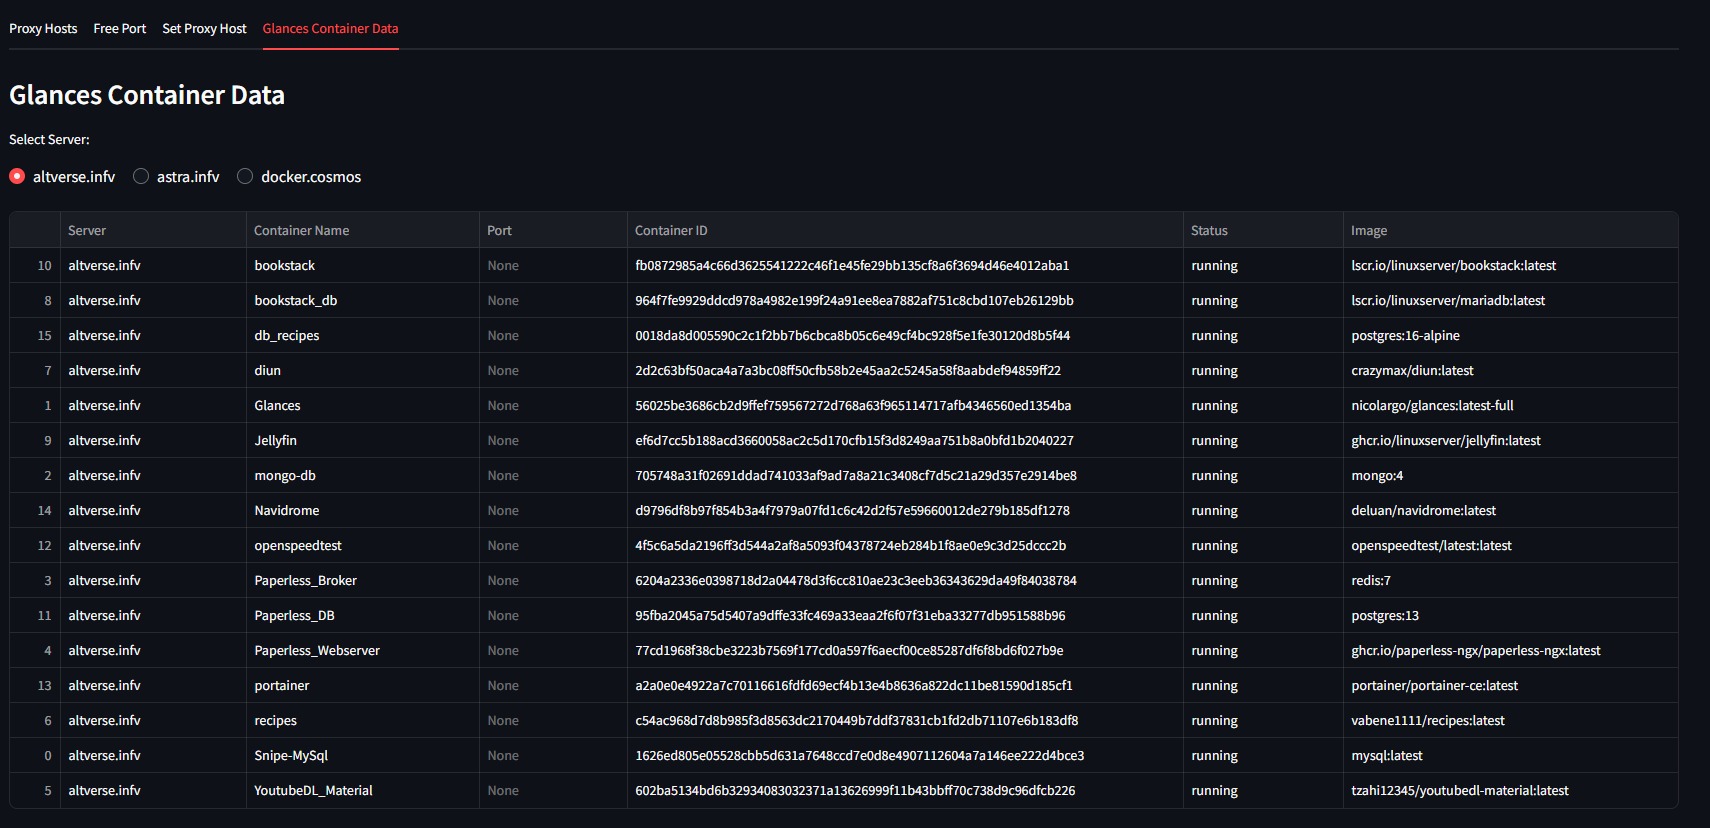 Proxy Hosts Free Port Set Proxy Host Glances Container Data
Glances Container Data
Select Server:
altverse.infv astra.infv docker.cosmos
Server Container Name Port Container ID Status Image
10 altverse.infv bookstack None fb0872985a4c66d3625541222c46f1e45fe29bb135cf8a6f3694d46e4012aba1 running lscr.io/linuxserver/bookstack:latest
8 altverse.infv bookstack_db None 964f7fe9929ddcd978a4982e199f24a91ee8ea7882af751c8cbd107eb26129bb running lscr.io/linuxserver/mariadb:latest
15 altverse.infv db_recipes None 0018da8d005590c2c1f2bb7b6cbca8b05c6e49cf4bc928f5e1fe30120d8b5f44 running postgres:16-alpine
7 altverse.infv diun None 2d2c63bf50aca4a7a3bc08ff50cfb58b2e45aa2c5245a58f8aabdef94859ff22 running crazymax/diun:latest
1 altverse.infv Glances None 56025be3686cb2d9ffef759567272d768a63f965114717afb4346560ed1354ba running nicolargo/glances:latest-full
9 altverse.infv Jellyfin None ef6d7cc5b188acd3660058ac2c5d170cfb15f3d8249aa751b8a0bfd1b2040227 running ghcr.io/linuxserver/jellyfin:latest
2 altverse.infv mongo-db None 705748a31f02691ddad741033af9ad7a8a21c3408cf7d5c21a29d357e2914be8 running mongo:4
14 altverse.infv Navidrome None d9796df8b97f854b3a4f7979a07fd1c6c42d2f57e59660012de279b185df1278 running deluan/navidrome:latest
12 altverse.infv openspeedtest None 4f5c6a5da2196ff3d544a2af8a5093f04378724eb284b1f8ae0e9c3d25dccc2b running openspeedtest/latest:latest
3 altverse.infv Paperless_Broker None 6204a2336e0398718d2a04478d3f6cc810ae23c3eeb36343629da49f84038784 running redis:7
11 altverse.infv Paperless_DB None 95fba2045a75d5407a9dffe33fc469a33eaa2f6f07f31eba33277db951588b96 running postgres:13
4 altverse.infv Paperless_Webserver None 77cd1968f38cbe3223b7569f177cd0a597f6aecf00ce85287df6f8bd6f027b9e running ghcr.io/paperless-ngx/paperless-ngx:latest
13 altverse.infv portainer None a2a0e0e4922a7c70116616fdfd69ecf4b13e4b8636a822dc11be81590d185cf1 running portainer/portainer-ce:latest
6 altverse.infv recipes None c54ac968d7d8b985f3d8563dc2170449b7ddf37831cb1fd2db71107e6b183df8 running vabene1111/recipes:latest
0 altverse.infv Snipe-MySql None 1626ed805e05528cbb5d631a7648ccd7e0d8e4907112604a7a146ee222d4bce3 running mysql:latest
5 altverse.infv YoutubeDL_Material None 602ba5134bd6b32934083032371a13626999f11b43bbff70c738d9c96dfcb226 running tzahi12345/youtubedl-material:latest